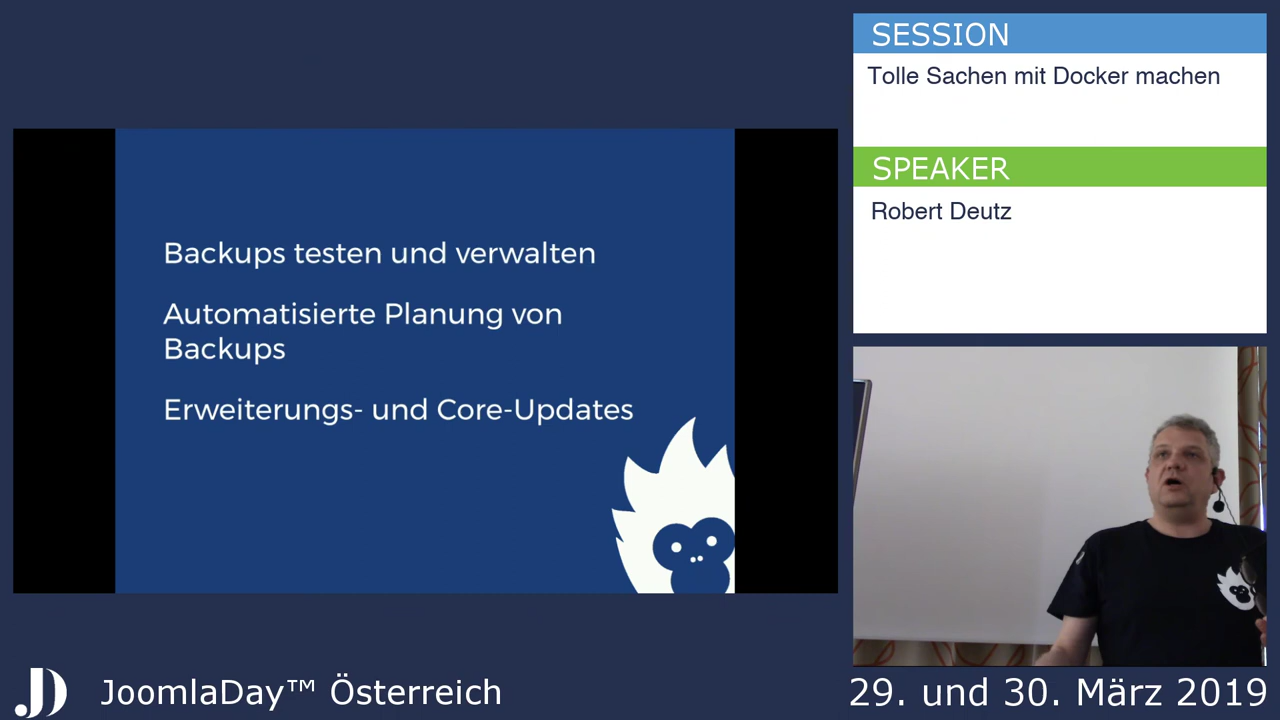 SESSION
Tolle Sachen mit Docker machen
SPEAKER
Robert Deutz
Backups testen und verwalten
Automatisierte Planung von
Backups
Erweiterungs- und Core-Updates
JoomlaDay™ Österreich
29. und 30. März 2019